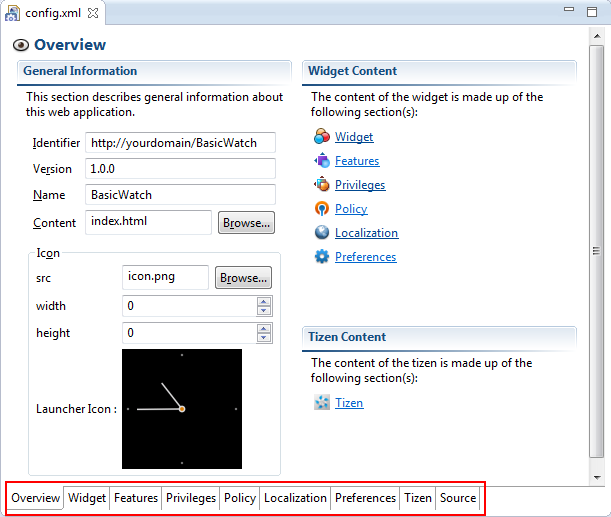 config.xml
Overview
General Information
This section describes general information about
this web application.
Identifier http://yourdomain/BasicWatch
Version 1.0.0
Name BasicWatch
Content index.html Browse...
Icon
src icon.png Browse...
width 0
height 0
Launcher Icon :
Widget Content
The content of the widget is made up of the
following section(s):
Widget
Features
Privileges
Policy
Localization
Preferences
Tizen Content
The content of the tizen is made up of the
following section(s):
Tizen
Overview Widget Features Privileges Policy Localization Preferences Tizen Source